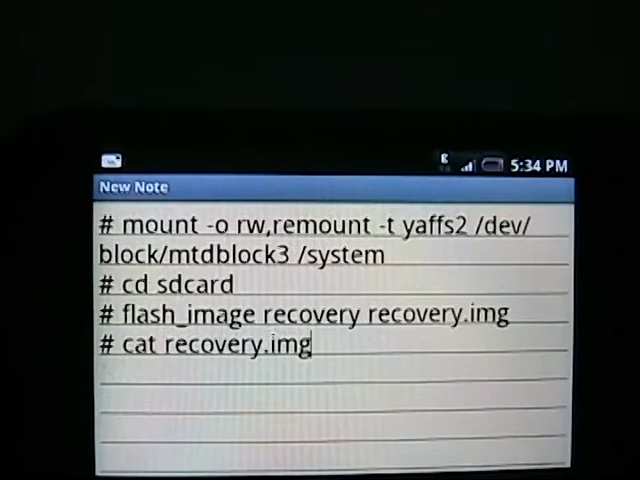 5:34 PM
New Note
# mount -o rw,remount -t yaffs2 /dev/
block/mtdblock3 /system
# cd sdcard
# flash_image recovery recovery.img
# cat recovery.img